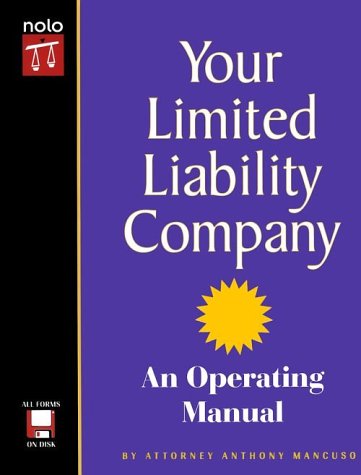 nolo
Your
Limited
Liability
Company
An Operating
Manual
ALL FORMS
ON DISK
BY ATTORNEY ANTHONY MANCUSO